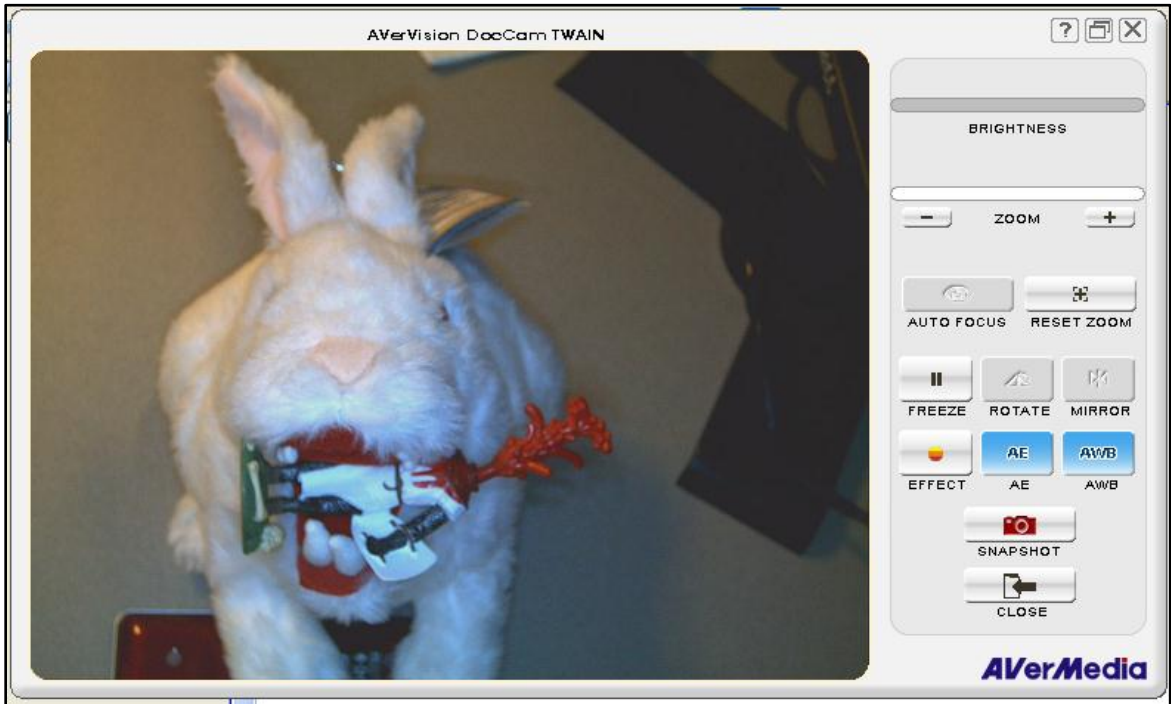 AVerVision DocCam TWAIN
?
BRIGHTNESS
- ZOOM +
AUTO FOCUS RESET ZOOM
FREEZE ROTATE MIRROR
AE AWB
EFFECT AE AWB
SNAPSHOT
CLOSE
AVerMedia